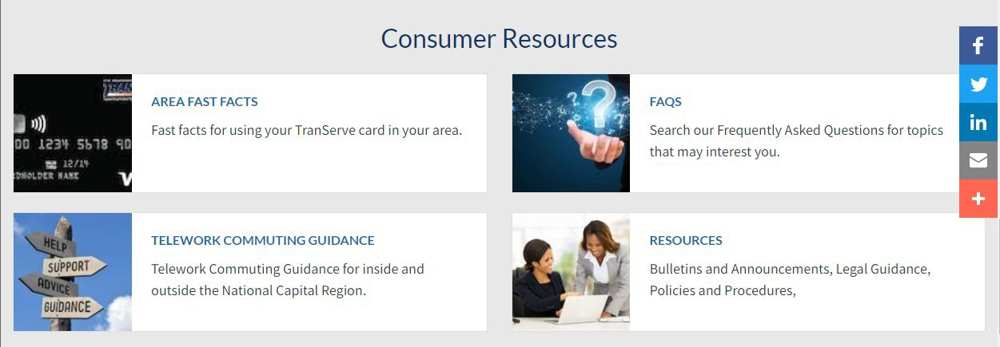 Consumer Resources
AREA FAST FACTS
Fast facts for using your TranServe card in your area.
00 1234 5678 90
12/14
CARDHOLDER NAME
FAQS
Search our Frequently Asked Questions for topics
that may interest you.
TELEWORK COMMUTING GUIDANCE
Telework Commuting Guidance for inside and
outside the National Capital Region.
HELP
SUPPORT
ADVICE
GUIDANCE
RESOURCES
Bulletins and Announcements, Legal Guidance,
Policies and Procedures,